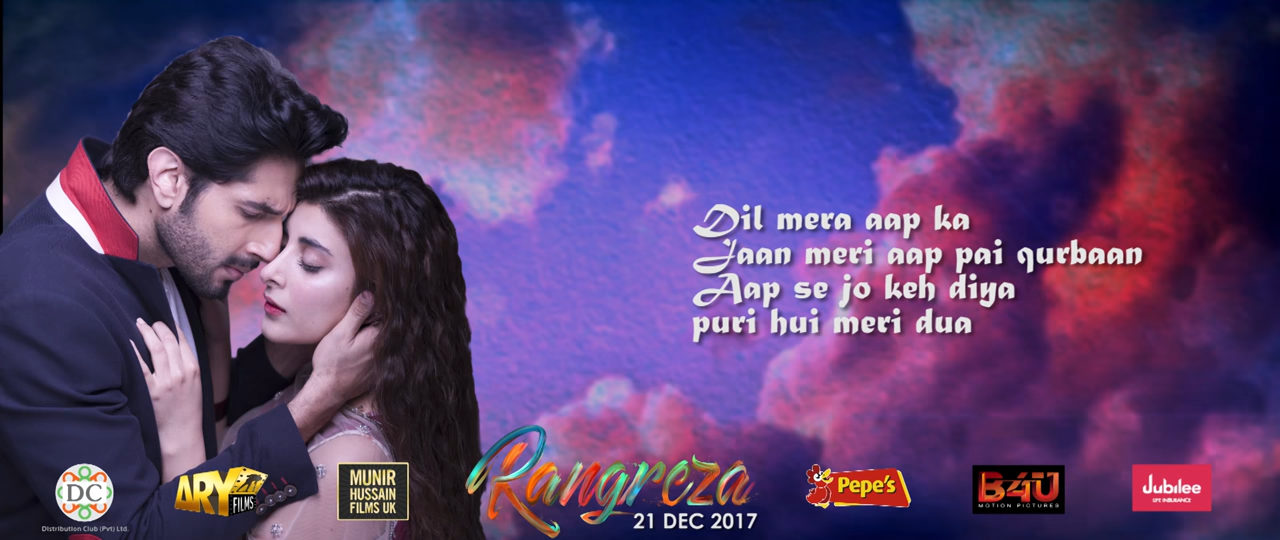 Dil mera aap ka
Jaan meri aap pai qurbaan
Aap se jo keh diya
puri hui meri dua
DC
Distribution Club (Pvt) Ltd.
ARY
FILMS
MUNIR
HUSSAIN
FILMS UK
Rangreza
21 DEC 2017
Pepe's
B4U
MOTION PICTURES
Jubilee
LIFE INSURANCE